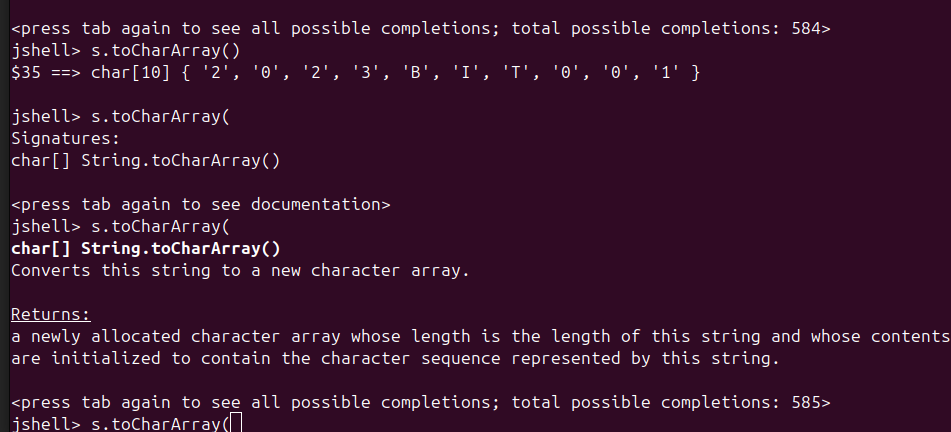 <press tab again to see all possible completions; total possible completions: 584>
jshell> s.toCharArray()
$35 ==> char[10] { '2', '0', '2', '3', 'B', 'I', 'T', '0', '0', '1' }
jshell> s.toCharArray(
Signatures:
char[] String.toCharArray()
<press tab again to see documentation>
jshell> s.toCharArray(
char[] String.toCharArray()
Converts this string to a new character array.
Returns:
a newly allocated character array whose length is the length of this string and whose contents
are initialized to contain the character sequence represented by this string.
<press tab again to see all possible completions; total possible completions: 585>
jshell> s.toCharArray(